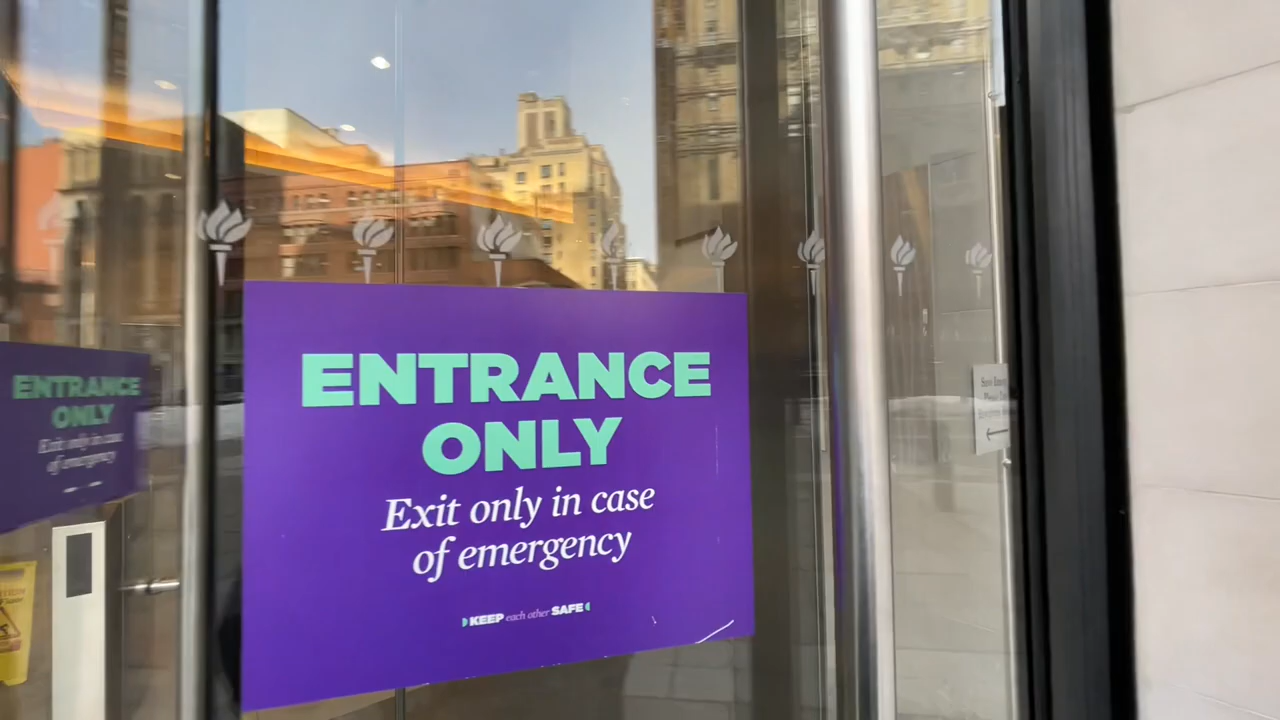 ENTRANCE
ONLY
Exit only in case
of emergency
KEEP each other SAFE
ENTRANCE
ONLY
Exit only in case
of emergency